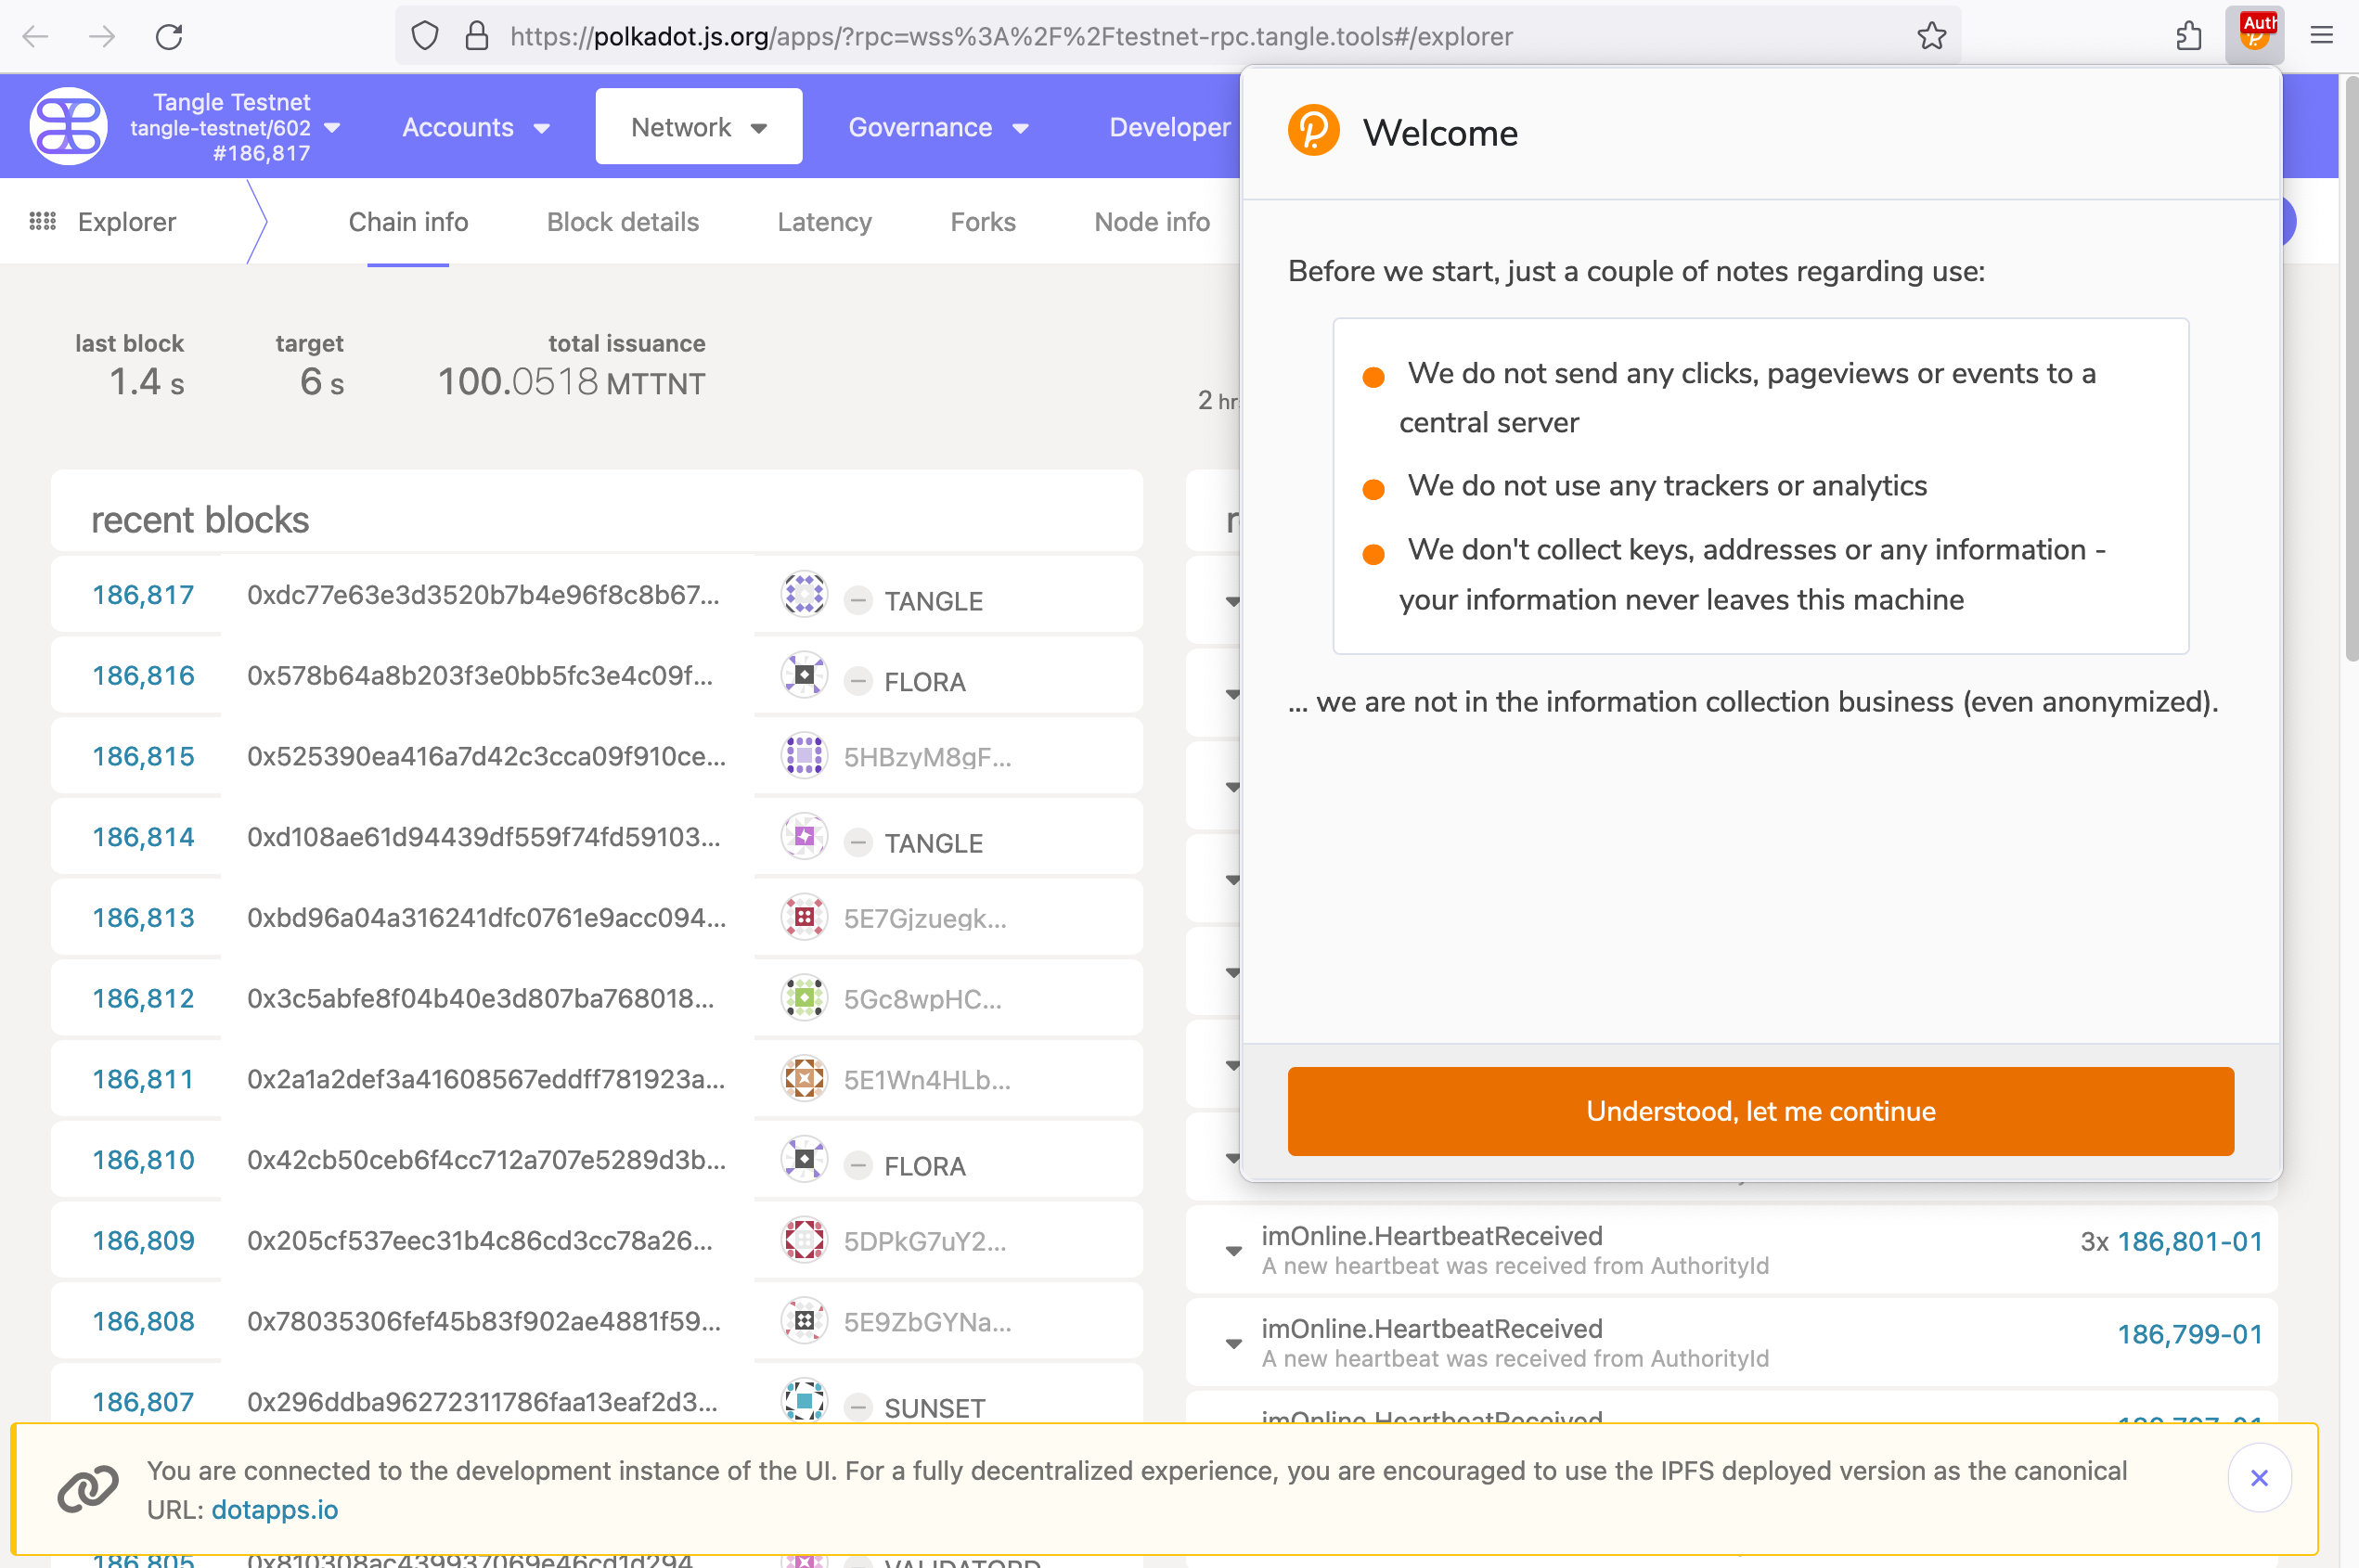 https://polkadot.js.org/apps/?rpc=wss%3A%2F%2Ftestnet-rpc.tangle.tools#/explorer
Auth
Tangle Testnet
tangle-testnet/602
#186,817
Accounts
Network
Governance
Developer
Explorer
Chain info
Block details
Latency
Forks
Node info
last block
1.4 s
target
6 s
total issuance
100.0518 MTTNT
2 hr
recent blocks
186,817 0xdc77e63e3d3520b7b4e96f8c8b67... TANGLE
186,816 0x578b64a8b203f3e0bb5fc3e4c09f... FLORA
186,815 0x525390ea416a7d42c3cca09f910ce... 5HBzyM8gF...
186,814 0xd108ae61d94439df559f74fd59103... TANGLE
186,813 0xbd96a04a316241dfc0761e9acc094... 5E7Gjzuegk...
186,812 0x3c5abfe8f04b40e3d807ba768018... 5Gc8wpHC...
186,811 0x2a1a2def3a41608567eddff781923a... 5E1Wn4HLb...
186,810 0x42cb50ceb6f4cc712a707e5289d3b... FLORA
186,809 0x205cf537eec31b4c86cd3cc78a26... 5DPkG7uY2...
186,808 0x78035306fef45b83f902ae4881f59... 5E9ZbGYNa...
186,807 0x296ddba96272311786faa13eaf2d3... SUNSET
186,805 0x810308ac439937069e46cd1d294
Welcome
Before we start, just a couple of notes regarding use:
We do not send any clicks, pageviews or events to a
central server
We do not use any trackers or analytics
We don't collect keys, addresses or any information -
your information never leaves this machine
... we are not in the information collection business (even anonymized).
Understood, let me continue
imOnline.HeartbeatReceived
A new heartbeat was received from AuthorityId
3x 186,801-01
imOnline.HeartbeatReceived
A new heartbeat was received from AuthorityId
186,799-01
imOnline.HeartbeatReceived
186,797-01
You are connected to the development instance of the UI. For a fully decentralized experience, you are encouraged to use the IPFS deployed version as the canonical
URL: dotapps.io